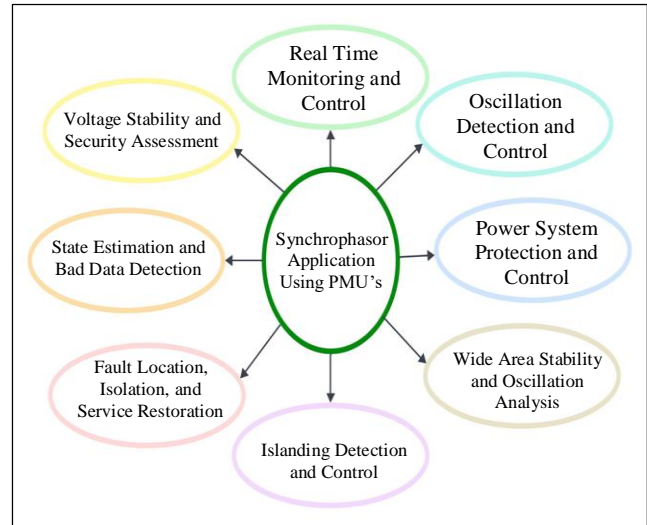 Real Time
Monitoring and
Control
Oscillation
Detection and
Control
Power System
Protection and
Control
Wide Area Stability
and Oscillation
Analysis
Islanding Detection
and Control
Fault Location,
Isolation, and
Service Restoration
State Estimation and
Bad Data Detection
Voltage Stability and
Security Assessment
Synchrophasor
Application
Using PMU's